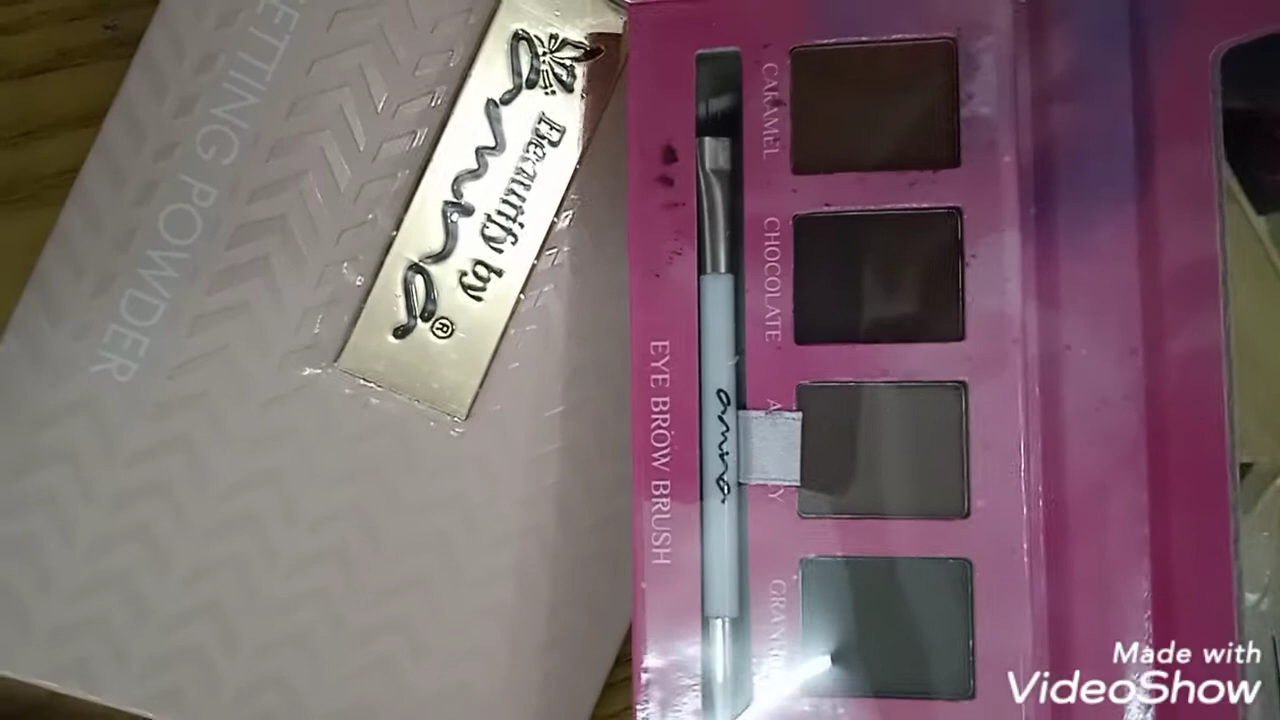 SETTING POWDER
Beautify by
Amna®
EYE BROW BRUSH
amna
CARAMEL
CHOCOLATE
Made with
VideoShow